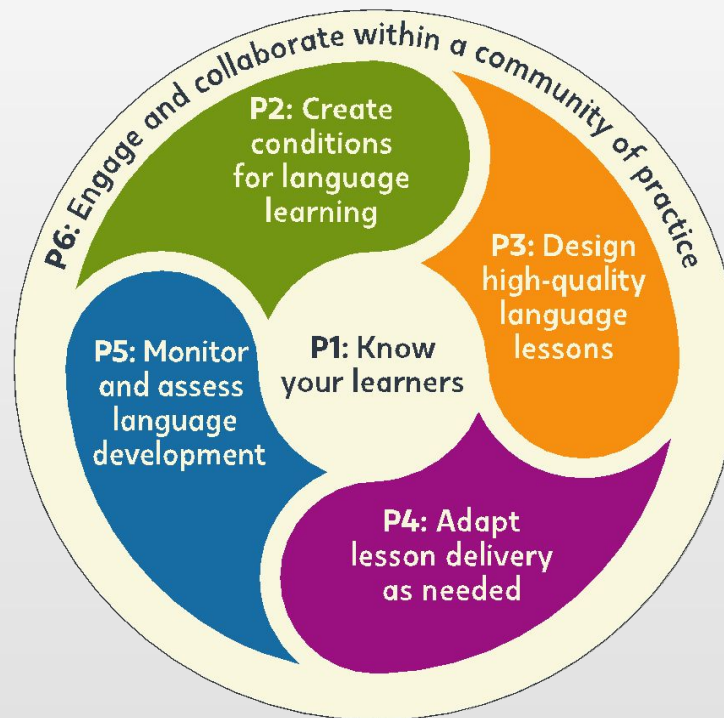 P6: Engage and collaborate within a community of practice
P2: Create
conditions
for language
learning
P3: Design
high-quality
language
lessons
P1: Know
your learners
P5: Monitor
and assess
language
development
P4: Adapt
lesson delivery
as needed